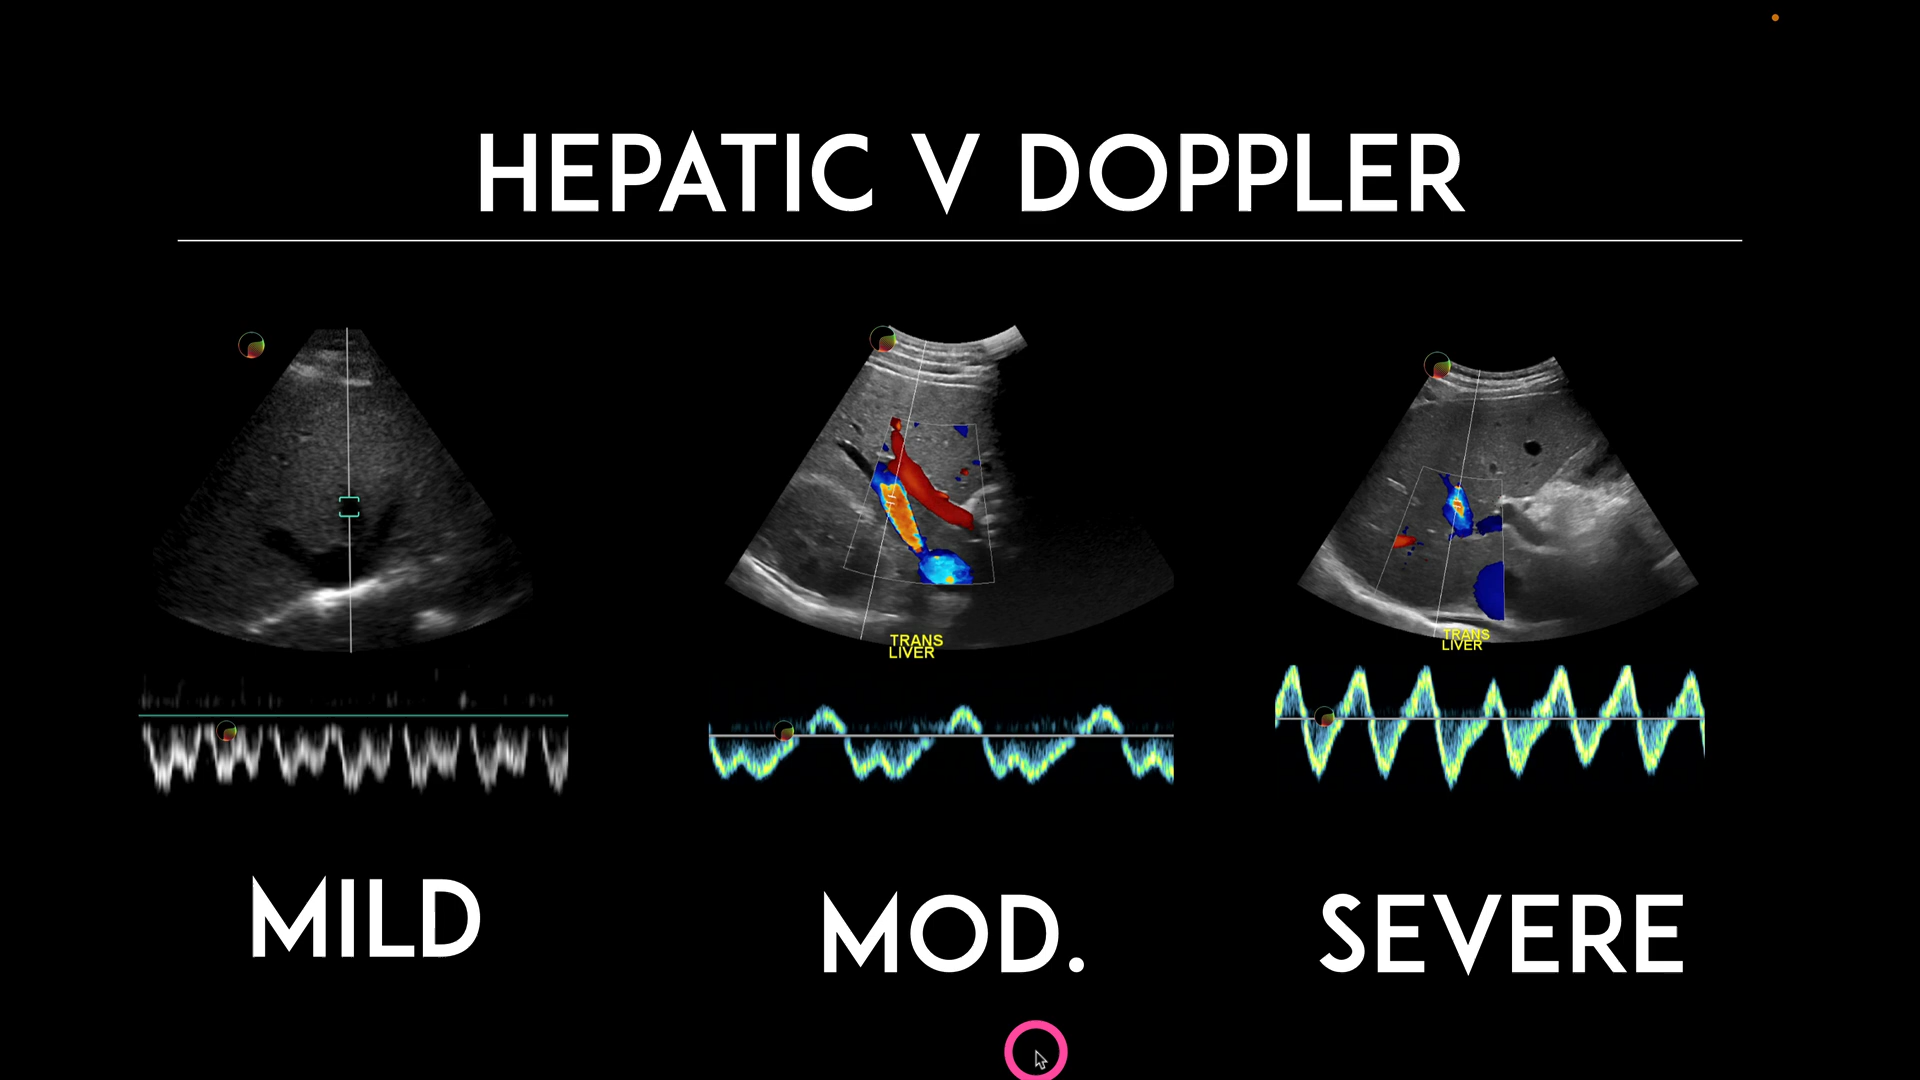 HEPATIC V DOPPLER
TRANS
LIVER
TRANS
LIVER
MILD
MOD.
SEVERE